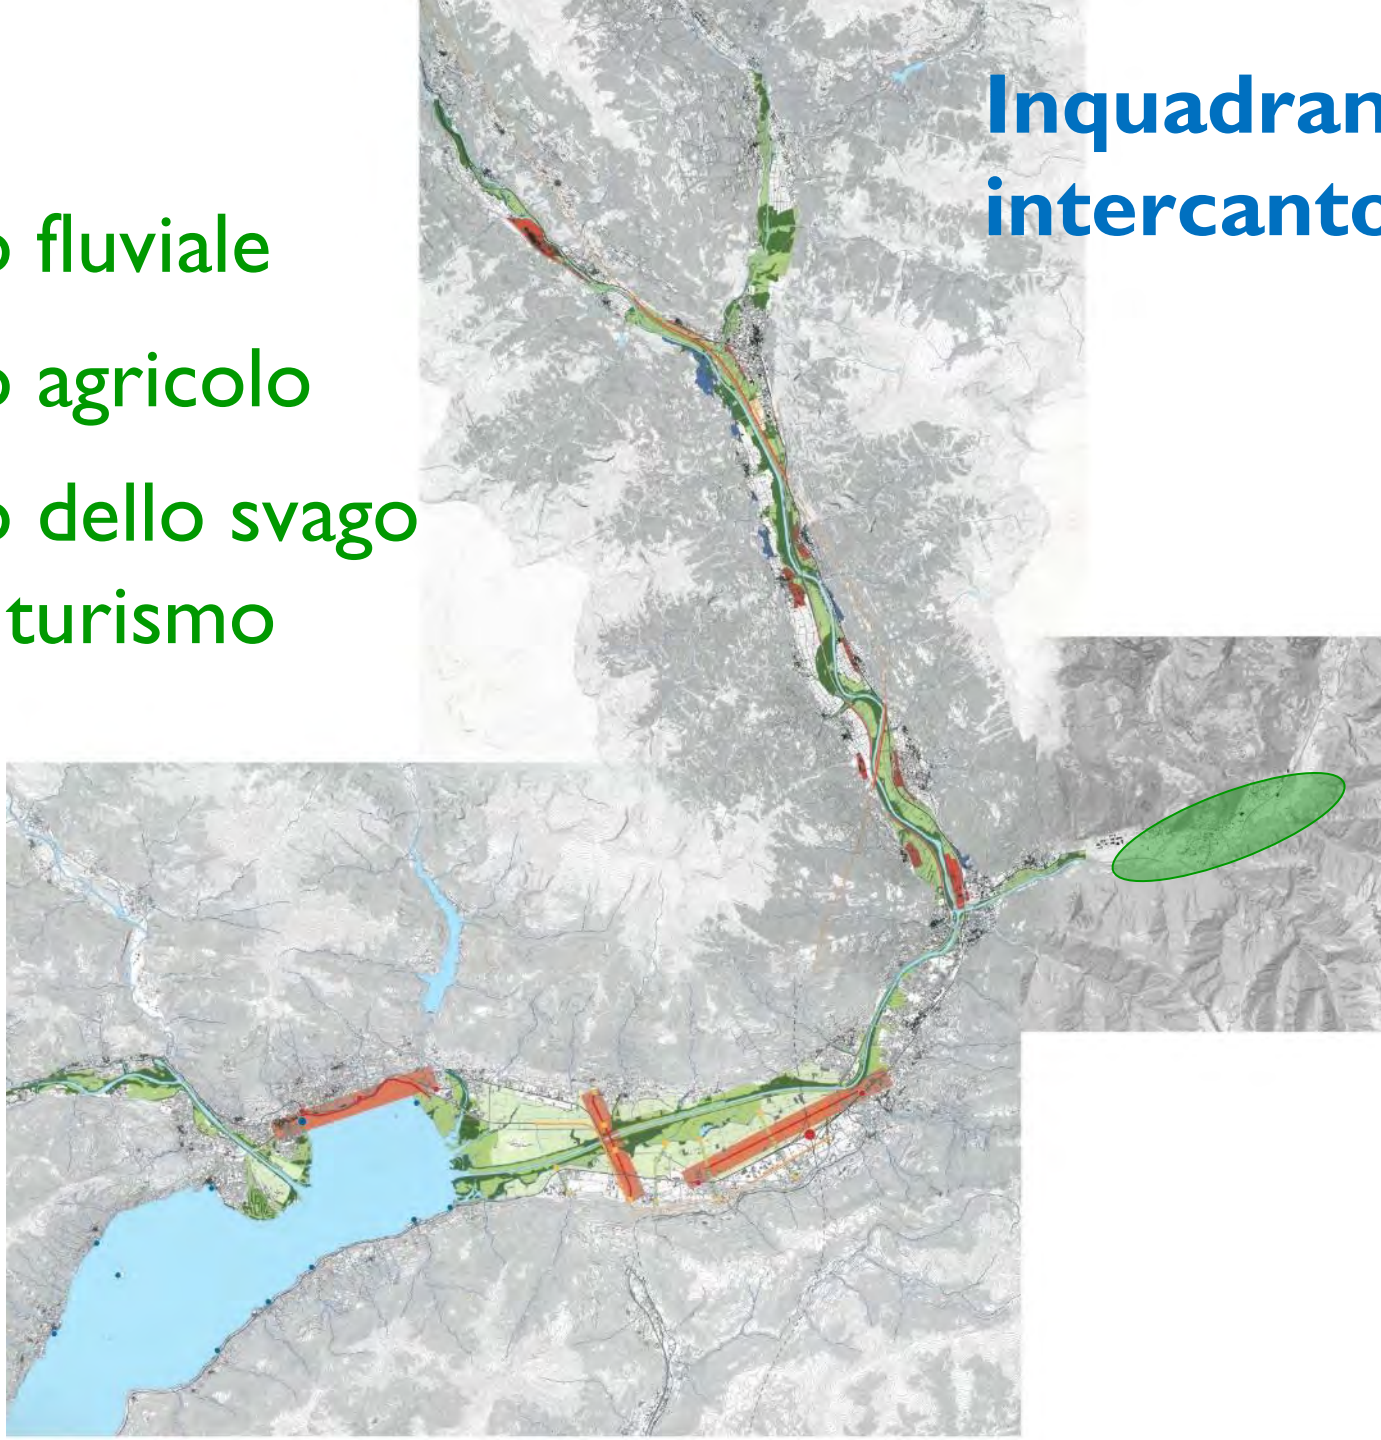 Inquadran
intercanto
o fluviale
o agricolo
o dello svago
turismo